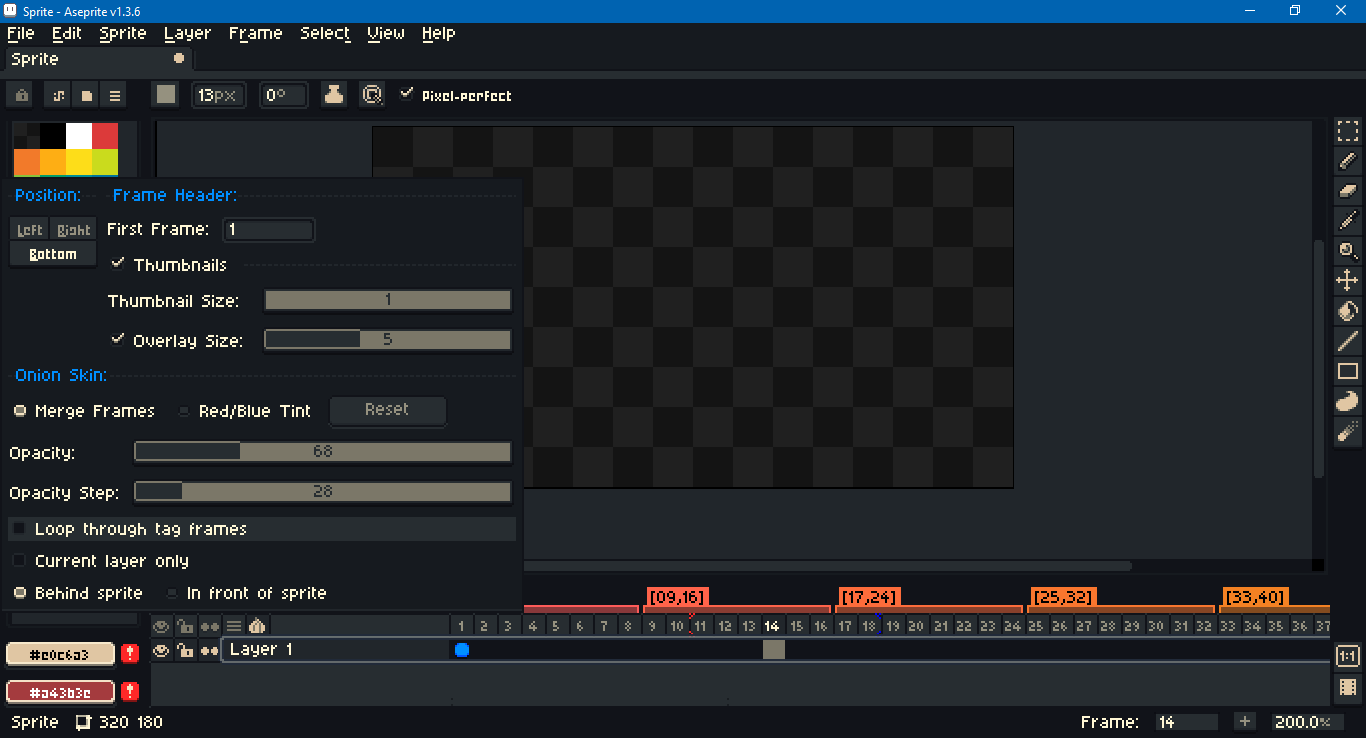 Sprite - Aseprite v1.3.6
File Edit Sprite Layer Frame Select View Help
Sprite
13px 0° Pixel-perfect
Position: Frame Header:
Left Right First Frame: 1
Bottom
Thumbnails
Thumbnail Size: 1
Overlay Size: 5
Onion Skin:
Merge Frames Red/Blue Tint Reset
Opacity: 68
Opacity Step: 28
Loop through tag frames
Current layer only
Behind sprite In front of sprite
[09,16] [17,24] [25,32] [33,40]
1 2 3 4 5 6 7 8 9 10 11 12 13 14 15 16 17 18 19 20 21 22 23 24 25 26 27 28 29 30 31 32 33 34 35 36 37
Layer 1
#e0c6a3
1:1
#a43b3e
Sprite 320 180 Frame: 14 + 200.0%